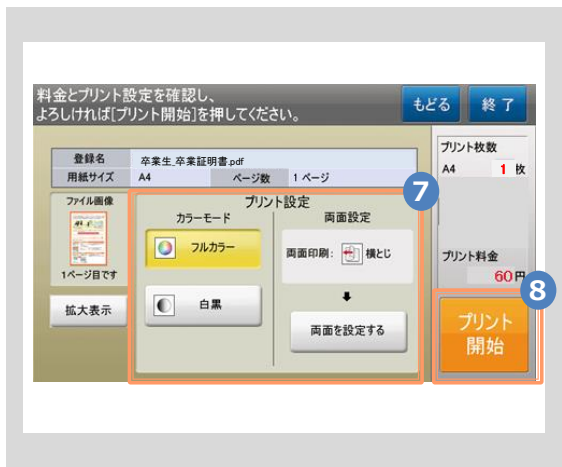 料金とプリント設定を確認し、
よろしければ[プリント開始]を押してください。
もどる 終了
登録名 卒業生_卒業証明書.pdf
用紙サイズ A4 ページ数 1 ページ
プリント枚数
A4 1 枚
ファイル画像
1ページ目です
拡大表示
7
プリント設定
カラーモード
フルカラー
白黒
両面設定
両面印刷: 横とじ
両面を設定する
プリント料金
60円
8
プリント
開始